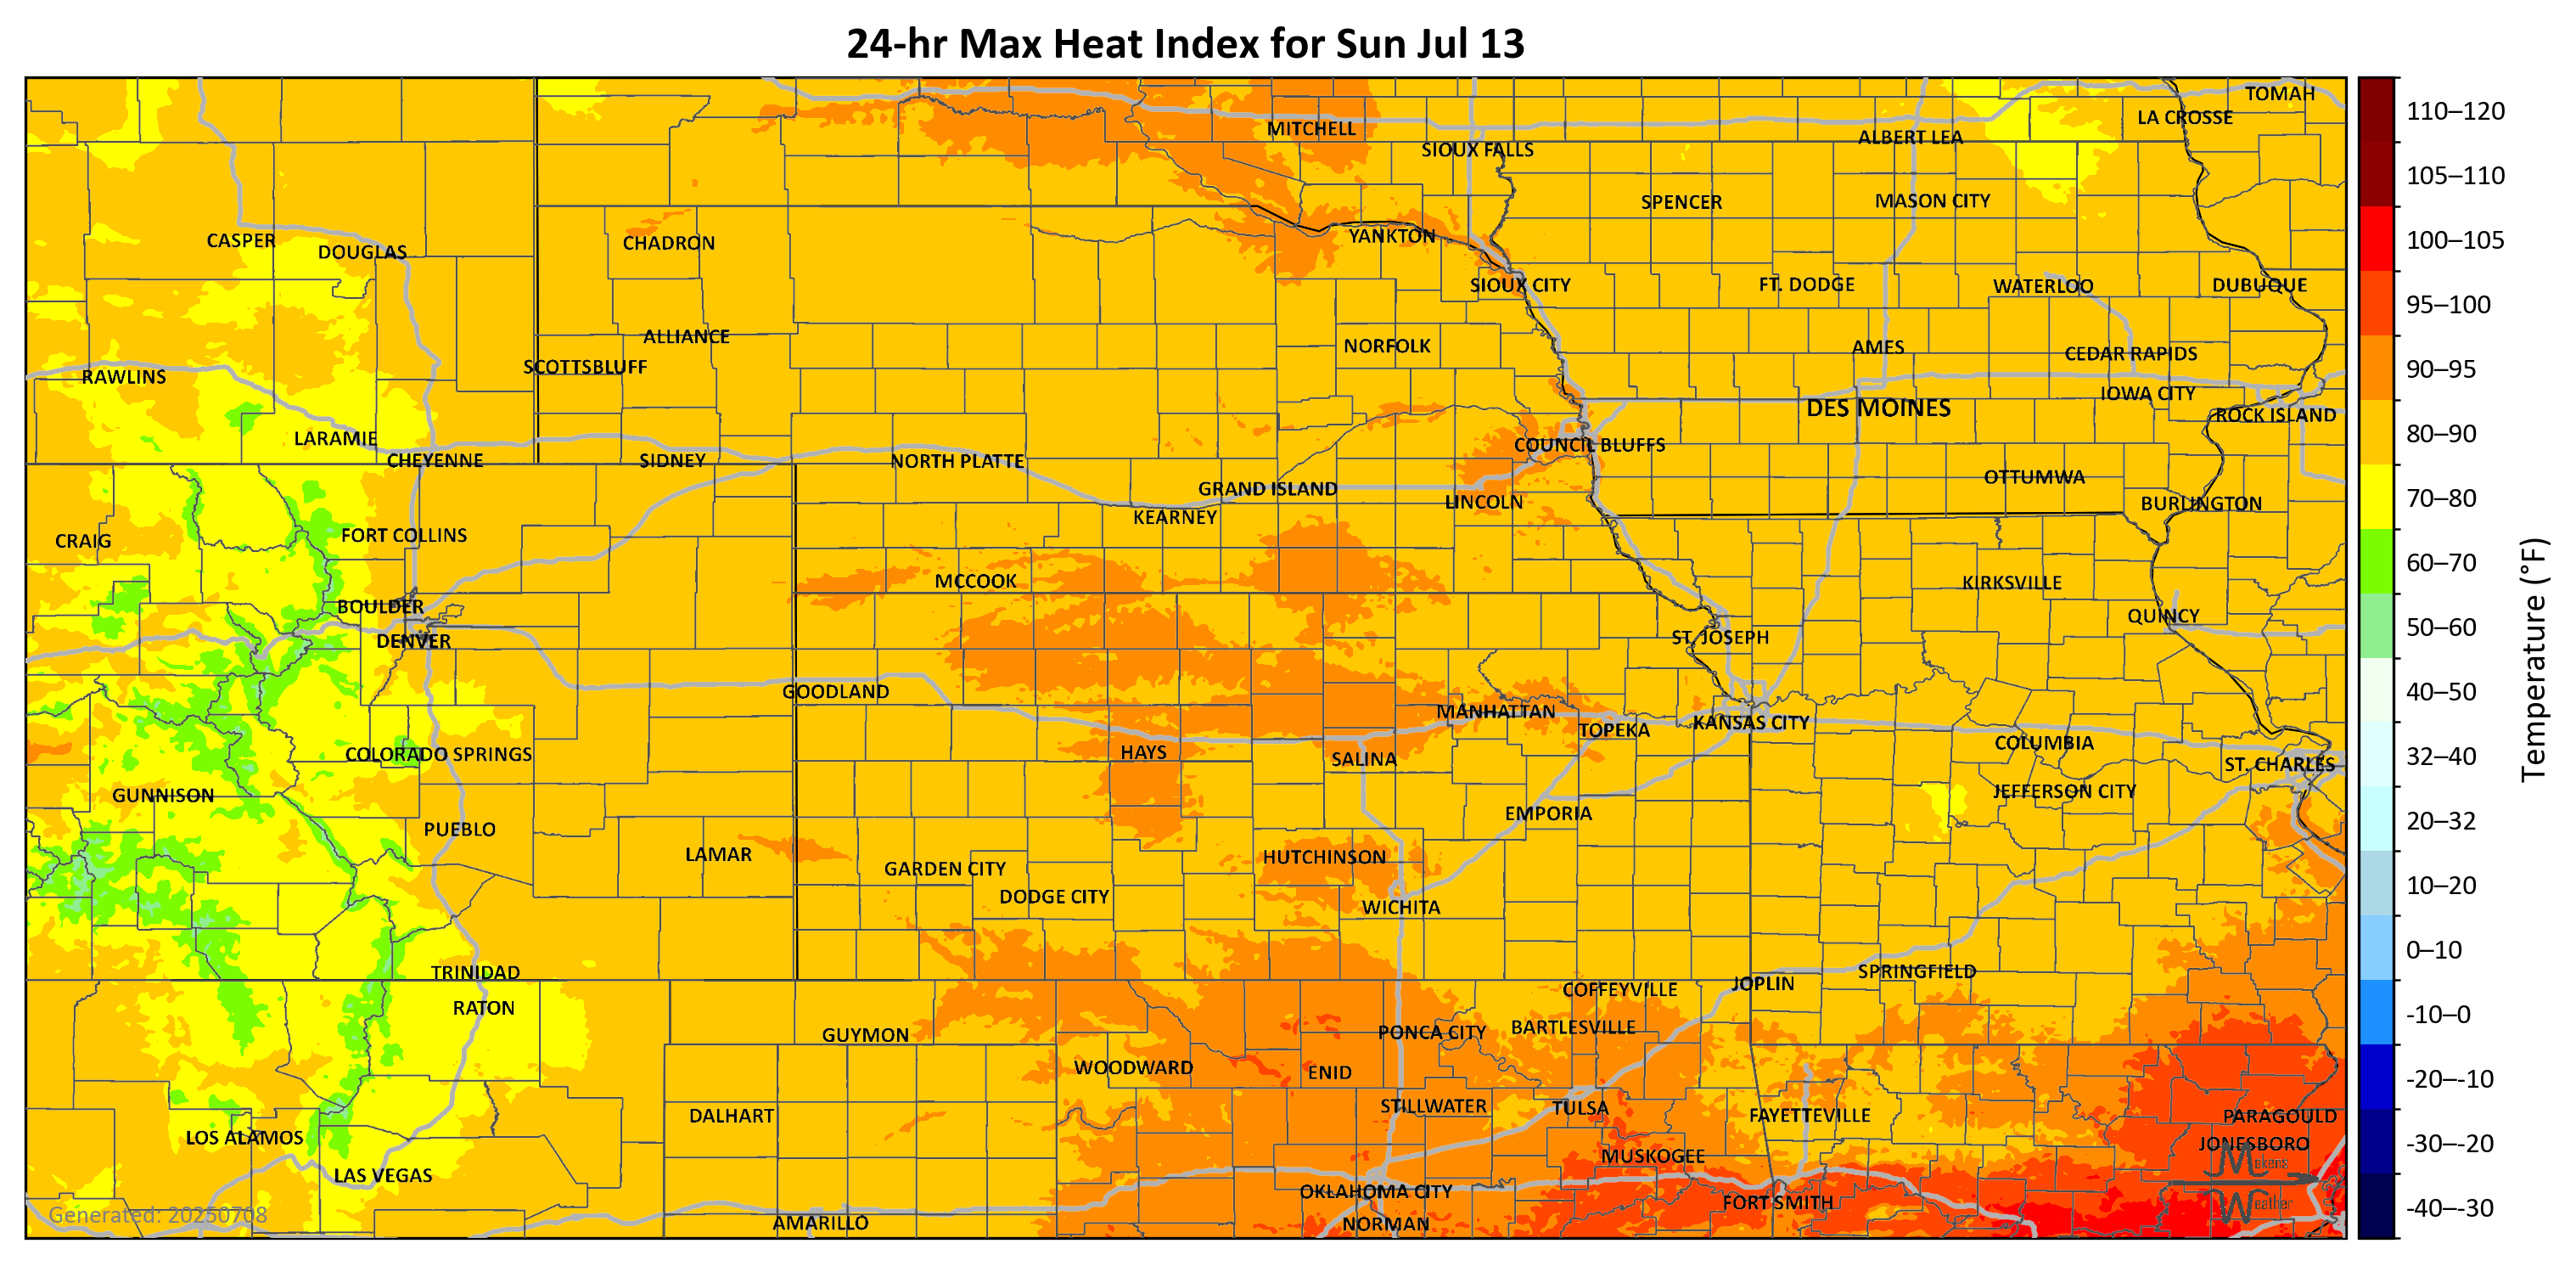 24-hr Max Heat Index for Sun Jul 13
TOMAH
LA CROSSE
MITCHELL
ALBERT LEA
SIOUX FALLS
SPENCER
MASON CITY
CASPER
DOUGLAS
CHADRON
YANKTON
SIOUX CITY
FT. DODGE
WATERLOO
DUBUQUE
ALLIANCE
NORFOLK
AMES
CEDAR RAPIDS
SCOTTSBLUFF
RAWLINS
IOWA CITY
DES MOINES
ROCK ISLAND
LARAMIE
COUNCIL BLUFFS
CHEYENNE
SIDNEY
NORTH PLATTE
OTTUMWA
GRAND ISLAND
LINCOLN
BURLINGTON
KEARNEY
CRAIG
FORT COLLINS
MCCOOK
KIRKSVILLE
BOULDER
QUINCY
DENVER
ST. JOSEPH
GOODLAND
MANHATTAN
TOPEKA
KANSAS CITY
COLUMBIA
COLORADO SPRINGS
HAYS
SALINA
ST. CHARLES
GUNNISON
JEFFERSON CITY
EMPORIA
PUEBLO
LAMAR
HUTCHINSON
GARDEN CITY
DODGE CITY
WICHITA
TRINIDAD
SPRINGFIELD
JOPLIN
COFFEYVILLE
RATON
GUYMON
PONCA CITY
BARTLESVILLE
WOODWARD
ENID
STILLWATER
TULSA
DALHART
FAYETTEVILLE
PARAGOULD
LOS ALAMOS
JONESBORO
MUSKOGEE
LAS VEGAS
OKLAHOMA CITY
FORT SMITH
AMARILLO
NORMAN
Makens
Weather
Generated: 20250708
110–120
105–110
100–105
95–100
90–95
80–90
70–80
60–70
50–60
40–50
32–40
20–32
10–20
0–10
-10–0
-20–-10
-30–-20
-40–-30
Temperature (°F)